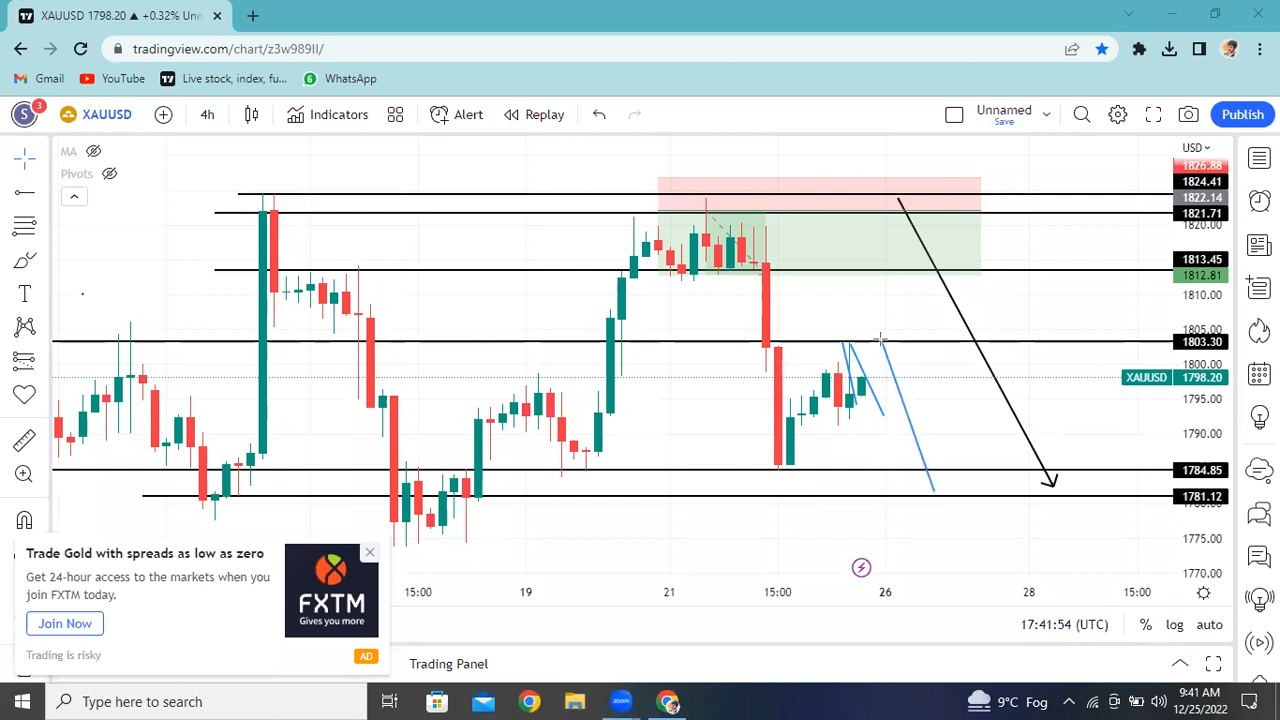 XAUUSD 1798.20 ▲ +0.32% Unn
tradingview.com/chart/z3w989II/
Gmail
YouTube
Live stock, index, fu...
WhatsApp
S
3
XAUUSD
4h
Indicators
Alert
Replay
Unnamed
Save
Publish
MA
Pivots
USD
1826.88
1824.41
1822.14
1821.71
1820.00
1813.45
1812.81
1810.00
1805.00
1803.30
1800.00
XAUUSD 1798.20
1795.00
1790.00
1784.85
1781.12
1775.00
1770.00
Trade Gold with spreads as low as zero
Get 24-hour access to the markets when you
join FXTM today.
Join Now
Trading is risky
FXTM
Gives you more
AD
15:00
19
21
15:00
26
28
15:00
17:41:54 (UTC)
%
log
auto
Trading Panel
Type here to search
zoom
9°C Fog
9:41 AM
12/25/2022